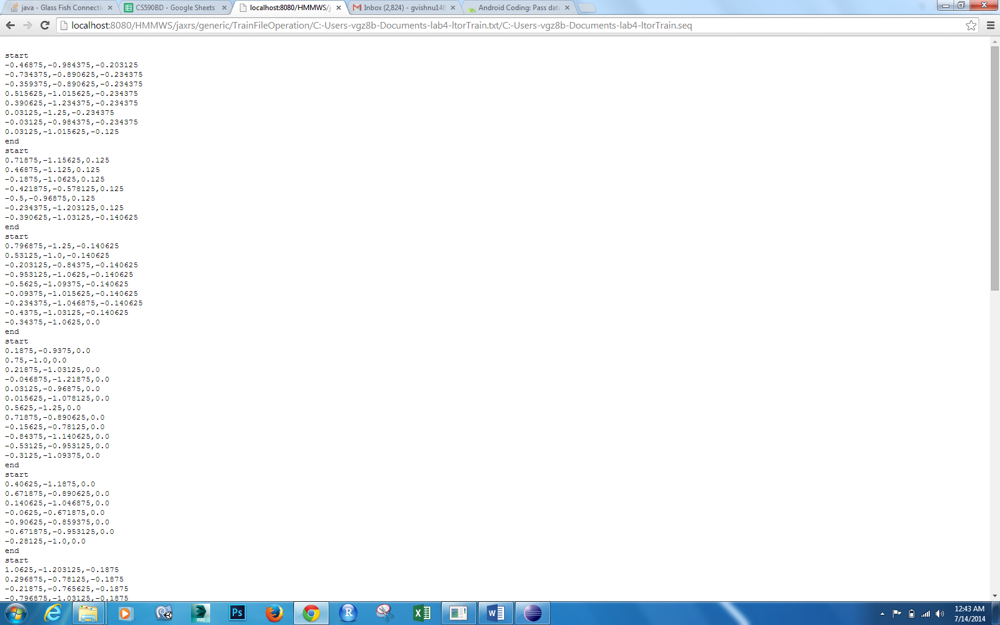 java - Glass Fish Connecti
CS590BD - Google Sheets
localhost:8080/HMMWS/j
Inbox (2,824) - gvishnu146
Android Coding: Pass data
localhost:8080/HMMWS/jaxrs/generic/TrainFileOperation/C:-Users-vgz8b-Documents-lab4-ltorTrain.txt/C:-Users-vgz8b-Documents-lab4-ltorTrain.seq
start
-0.46875,-0.984375,-0.203125
-0.734375,-0.890625,-0.234375
-0.359375,-0.890625,-0.234375
0.515625,-1.015625,-0.234375
0.390625,-1.234375,-0.234375
0.03125,-1.25,-0.234375
-0.03125,-0.984375,-0.234375
0.03125,-1.015625,-0.125
end
start
0.71875,-1.15625,0.125
0.46875,-1.125,0.125
-0.1875,-1.0625,0.125
-0.421875,-0.578125,0.125
-0.5,-0.96875,0.125
-0.234375,-1.203125,0.125
-0.390625,-1.03125,-0.140625
end
start
0.796875,-1.25,-0.140625
0.53125,-1.0,-0.140625
-0.203125,-0.84375,-0.140625
-0.953125,-1.0625,-0.140625
-0.5625,-1.09375,-0.140625
-0.09375,-1.015625,-0.140625
-0.234375,-1.046875,-0.140625
-0.4375,-1.03125,-0.140625
-0.34375,-1.0625,0.0
end
start
0.1875,-0.9375,0.0
0.75,-1.0,0.0
0.21875,-1.03125,0.0
-0.046875,-1.21875,0.0
0.03125,-0.96875,0.0
0.015625,-1.078125,0.0
0.5625,-1.25,0.0
0.71875,-0.890625,0.0
-0.15625,-0.78125,0.0
-0.84375,-1.140625,0.0
-0.53125,-0.953125,0.0
-0.3125,-1.09375,0.0
end
start
0.40625,-1.1875,0.0
0.671875,-0.890625,0.0
0.140625,-1.046875,0.0
-0.0625,-0.671875,0.0
-0.90625,-0.859375,0.0
-0.671875,-0.953125,0.0
-0.28125,-1.0,0.0
end
start
1.0625,-1.203125,-0.1875
0.296875,-0.78125,-0.1875
-0.21875,-0.765625,-0.1875
-0.796875,-1.03125,-0.1875
MAX
Ps
R
X
W
12:43 AM
7/14/2014